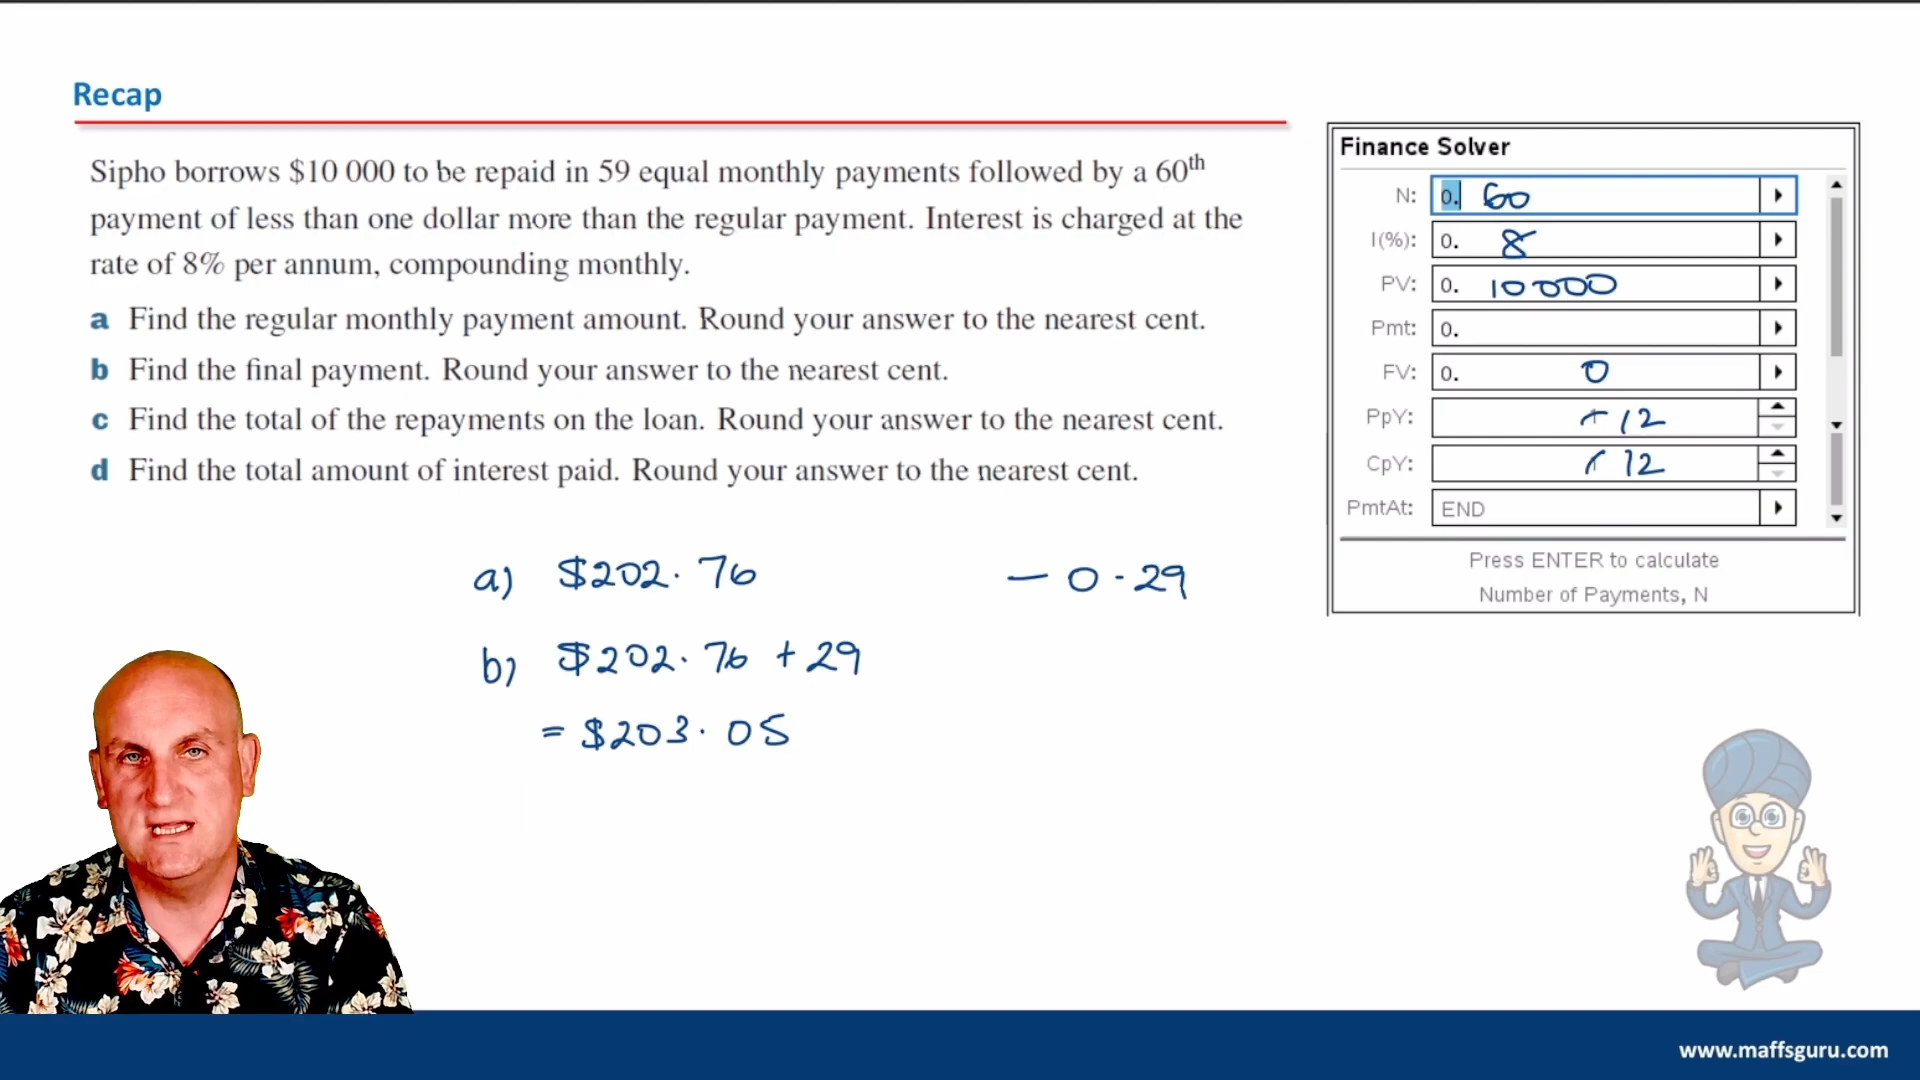 Recap
Sipho borrows $10 000 to be repaid in 59 equal monthly payments followed by a 60th
payment of less than one dollar more than the regular payment. Interest is charged at the
rate of 8% per annum, compounding monthly.
a Find the regular monthly payment amount. Round your answer to the nearest cent.
b Find the final payment. Round your answer to the nearest cent.
c Find the total of the repayments on the loan. Round your answer to the nearest cent.
d Find the total amount of interest paid. Round your answer to the nearest cent.
a) $202.76
- 0.29
b) $202.76 + 29
= $203.05
Finance Solver
N: 0. 60
I(%): 0. 8
PV: 0. 10000
Pmt: 0.
FV: 0. 0
PpY: 12
CpY: 12
PmtAt: END
Press ENTER to calculate
Number of Payments, N
www.maffsguru.com